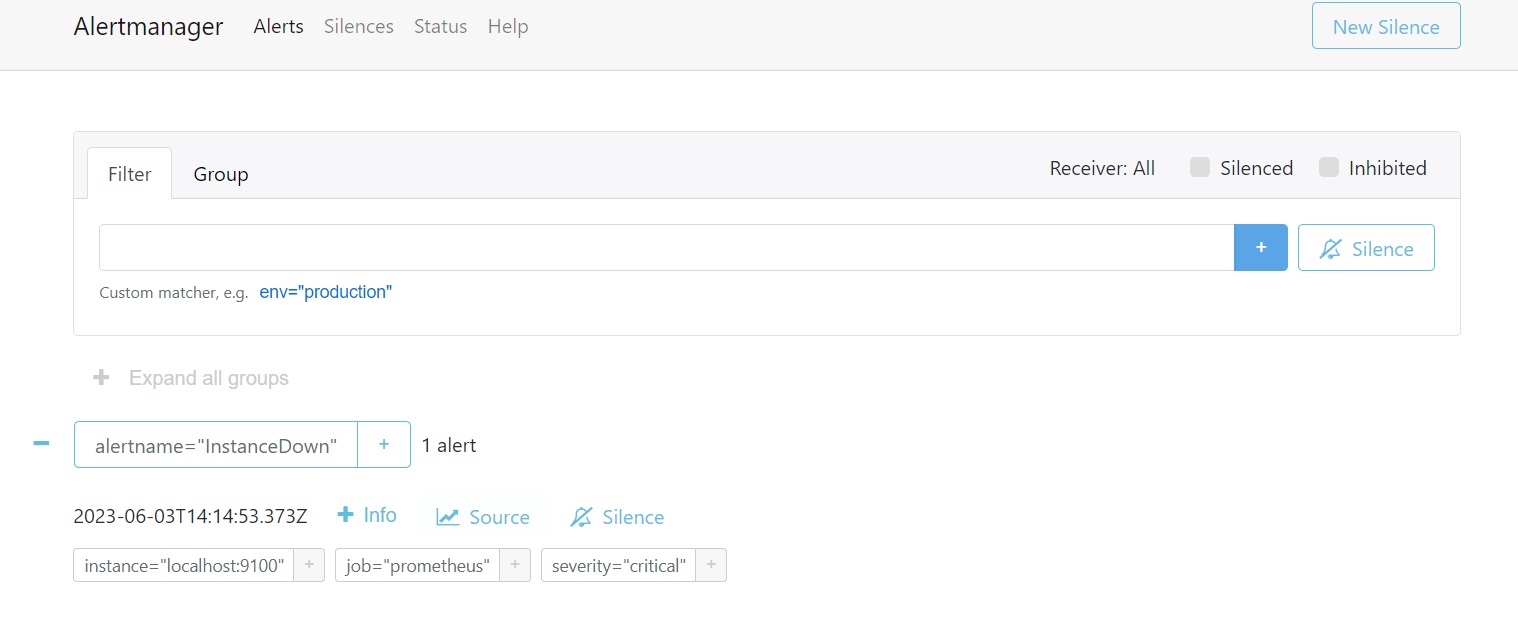 Alertmanager Alerts Silences Status Help New Silence
Filter Group Receiver: All Silenced Inhibited
+ Silence
Custom matcher, e.g. env="production"
+ Expand all groups
- alertname="InstanceDown" + 1 alert
2023-06-03T14:14:53.373Z + Info Source Silence
instance="localhost:9100" + job="prometheus" + severity="critical" +